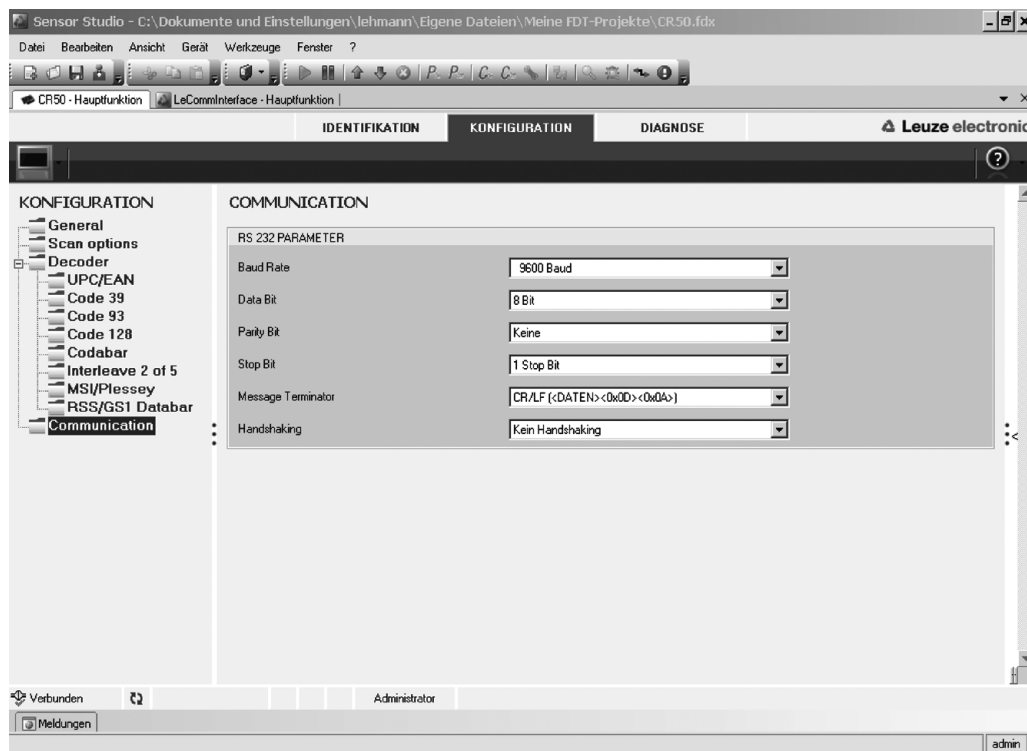 Sensor Studio - C:\Dokumente und Einstellungen\lehmann\Eigene Dateien\Meine FDT-Projekte\CR50.fdx
Datei Bearbeiten Ansicht Gerät Werkzeuge Fenster ?
CR50 - Hauptfunktion LeCommInterface - Hauptfunktion
IDENTIFIKATION KONFIGURATION DIAGNOSE Leuze electronic
KONFIGURATION
General
Scan options
Decoder
UPC/EAN
Code 39
Code 93
Code 128
Codabar
Interleave 2 of 5
MSI/Plessey
RSS/GS1 Databar
Communication
COMMUNICATION
RS 232 PARAMETER
Baud Rate 9600 Baud
Data Bit 8 Bit
Parity Bit Keine
Stop Bit 1 Stop Bit
Message Terminator CR/LF (<DATEN><0x0D><0x0A>)
Handshaking Kein Handshaking
Verbunden Administrator
Meldungen
admin